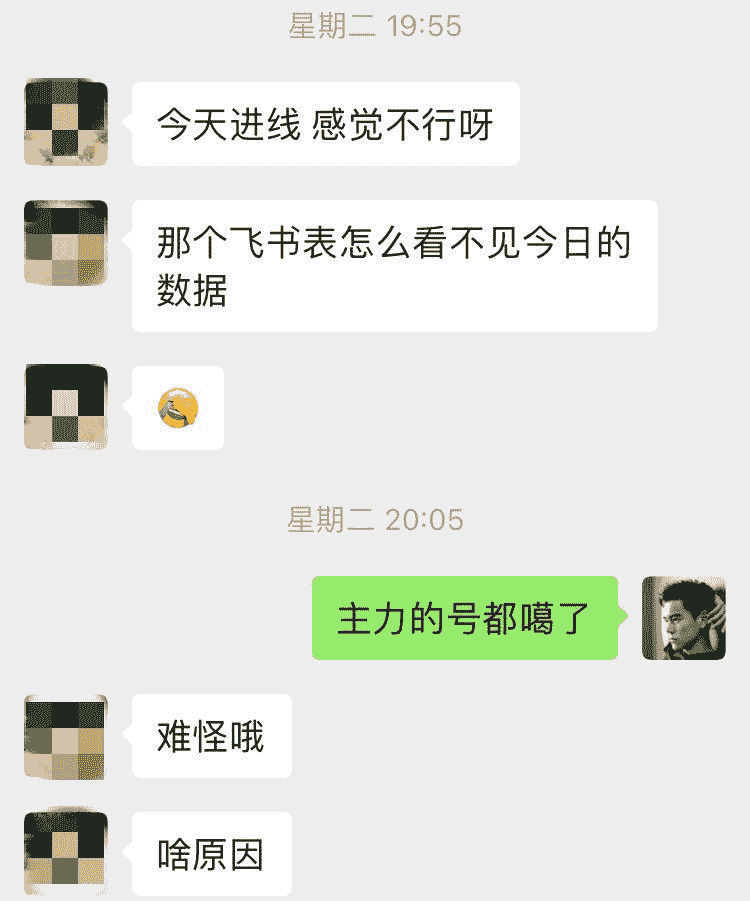 星期二 19:55
今天进线 感觉不行呀
那个飞书表怎么看不见今日的
数据
星期二 20:05
主力的号都噶了
难怪哦
啥原因